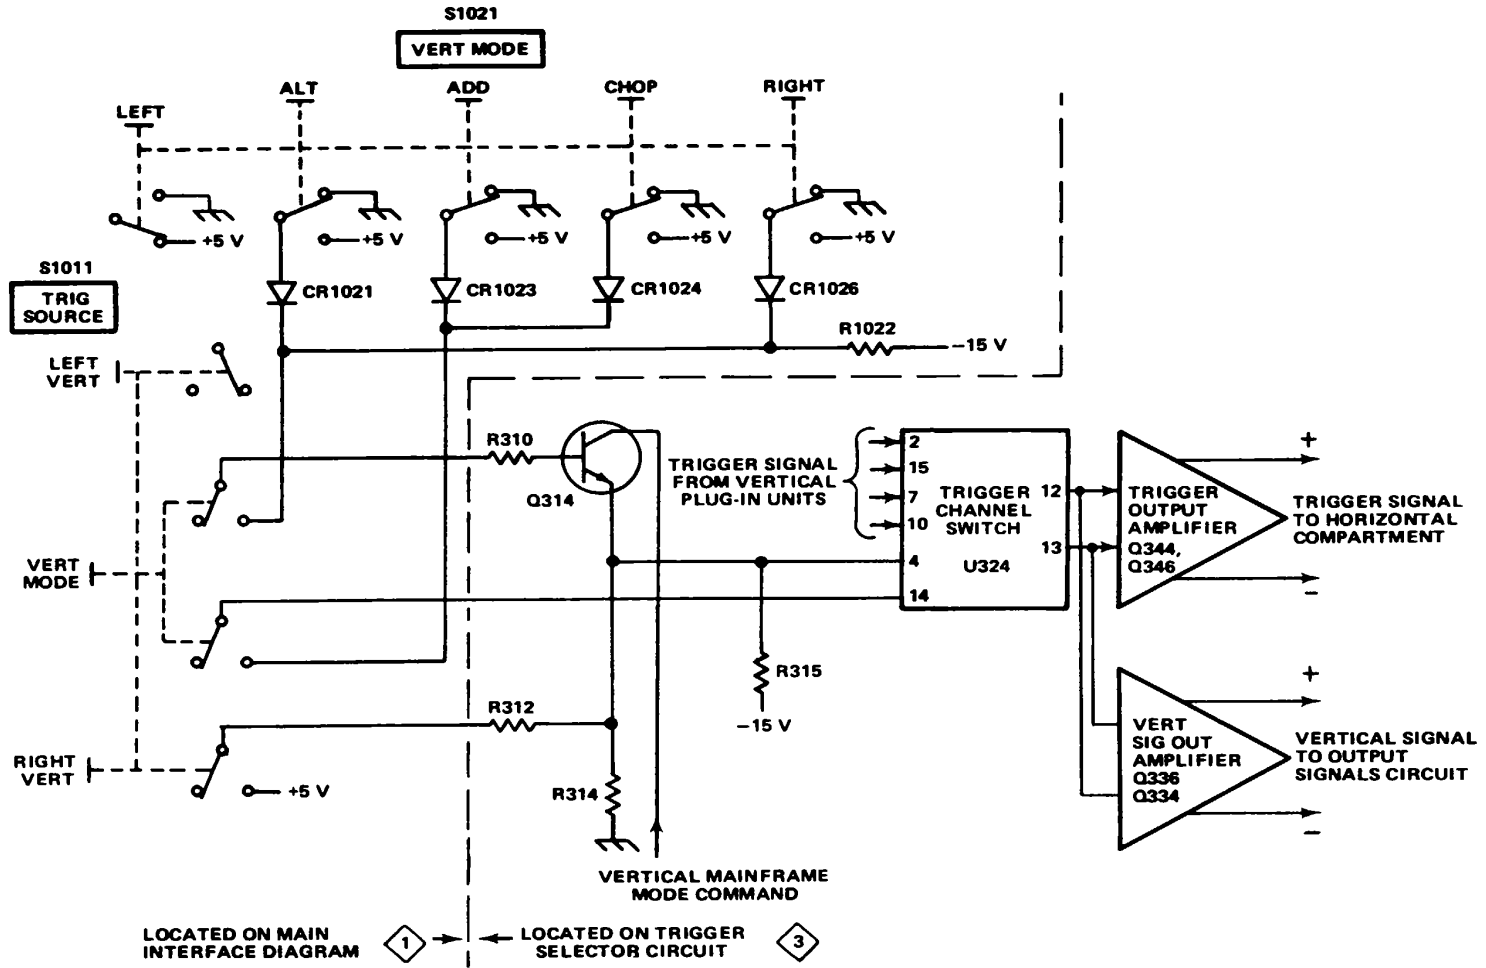 S1021
VERT MODE
LEFT
ALT
ADD
CHOP
RIGHT
+5 V
+5 V
+5 V
+5 V
+5 V
S1011
TRIG
SOURCE
CR1021
CR1023
CR1024
CR1026
R1022
-15 V
LEFT
VERT
R310
Q314
TRIGGER SIGNAL
FROM VERTICAL
PLUG-IN UNITS
2
15
7
10
4
14
TRIGGER
CHANNEL
SWITCH
U324
12
13
TRIGGER
OUTPUT
AMPLIFIER
Q344,
Q346
+
-
TRIGGER SIGNAL
TO HORIZONTAL
COMPARTMENT
VERT
MODE
R315
-15 V
R312
R314
RIGHT
VERT
+5 V
VERT
SIG OUT
AMPLIFIER
Q336
Q334
+
-
VERTICAL SIGNAL
TO OUTPUT
SIGNALS CIRCUIT
VERTICAL MAINFRAME
MODE COMMAND
LOCATED ON MAIN
INTERFACE DIAGRAM
1
LOCATED ON TRIGGER
SELECTOR CIRCUIT
3